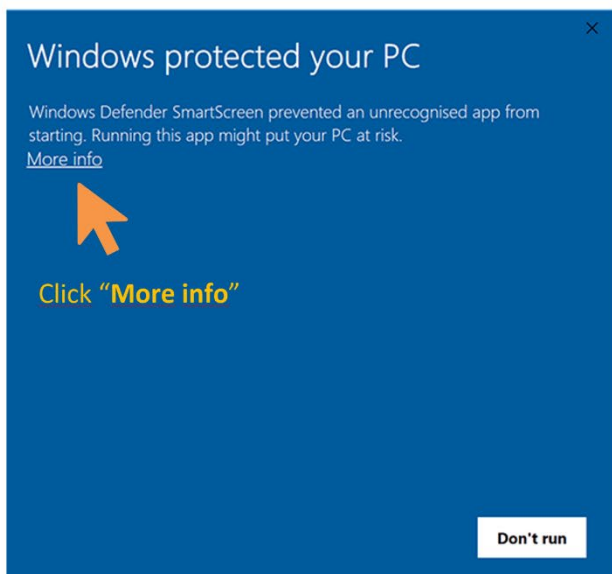 Windows protected your PC
Windows Defender SmartScreen prevented an unrecognised app from
starting. Running this app might put your PC at risk.
More info
Click “More info”
Don't run